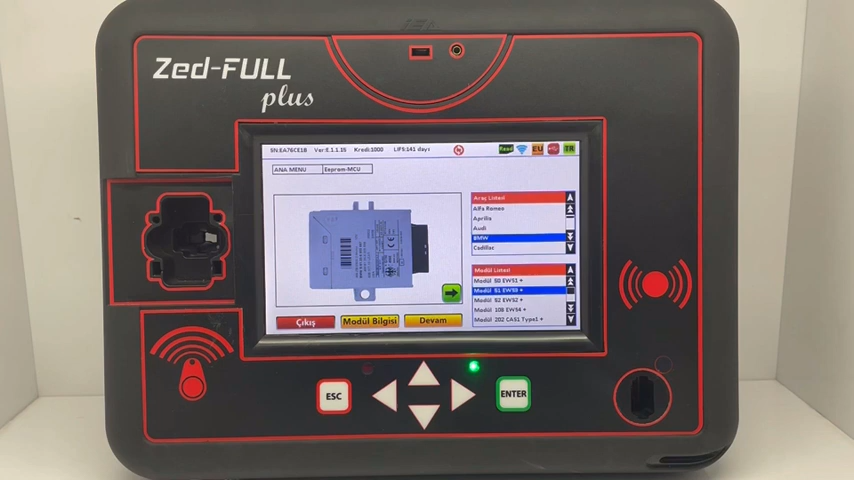 Zed-FULL
plus
SN:EA76CE1B Ver:E.1.1.15 Kredi:1000 LIFS:141 dayı
Read EU TR
ANA MENU Eeprom-MCU
Araç Listesi
Alfa Romeo
Aprilia
Audi
BMW
Cadillac
Modül Listesi
Modül 50 EWS1 +
Modül 51 EWS3 +
Modül 52 EWS2 +
Modül 108 EWS4 +
Modül 202 CAS1 Type1 +
Çıkış Modül Bilgisi Devam
ESC
ENTER